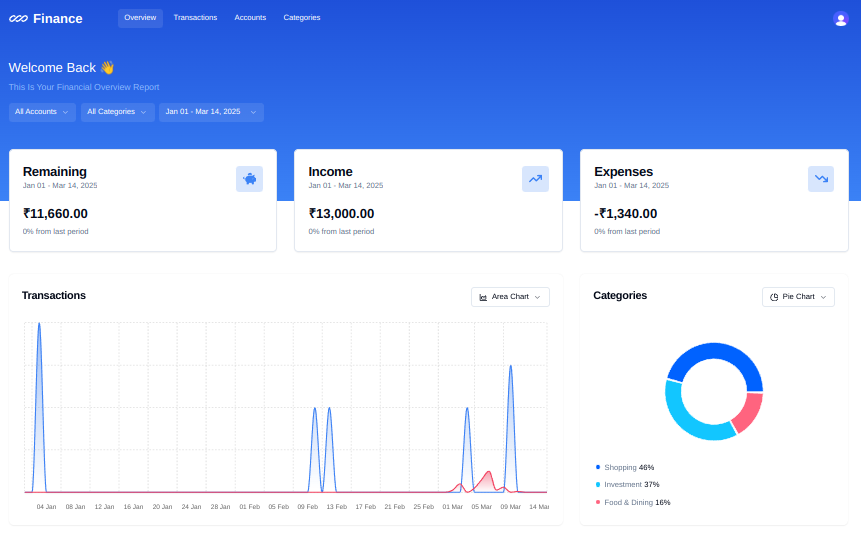 Finance
Overview Transactions Accounts Categories
Welcome Back 👋
This Is Your Financial Overview Report
All Accounts All Categories Jan 01 - Mar 14, 2025
Remaining
Jan 01 - Mar 14, 2025
₹11,660.00
0% from last period
Income
Jan 01 - Mar 14, 2025
₹13,000.00
0% from last period
Expenses
Jan 01 - Mar 14, 2025
-₹1,340.00
0% from last period
Transactions
Area Chart
04 Jan 08 Jan 12 Jan 16 Jan 20 Jan 24 Jan 28 Jan 01 Feb 05 Feb 09 Feb 13 Feb 17 Feb 21 Feb 25 Feb 01 Mar 05 Mar 09 Mar 14 Mar
Categories
Pie Chart
Shopping 46%
Investment 37%
Food & Dining 16%